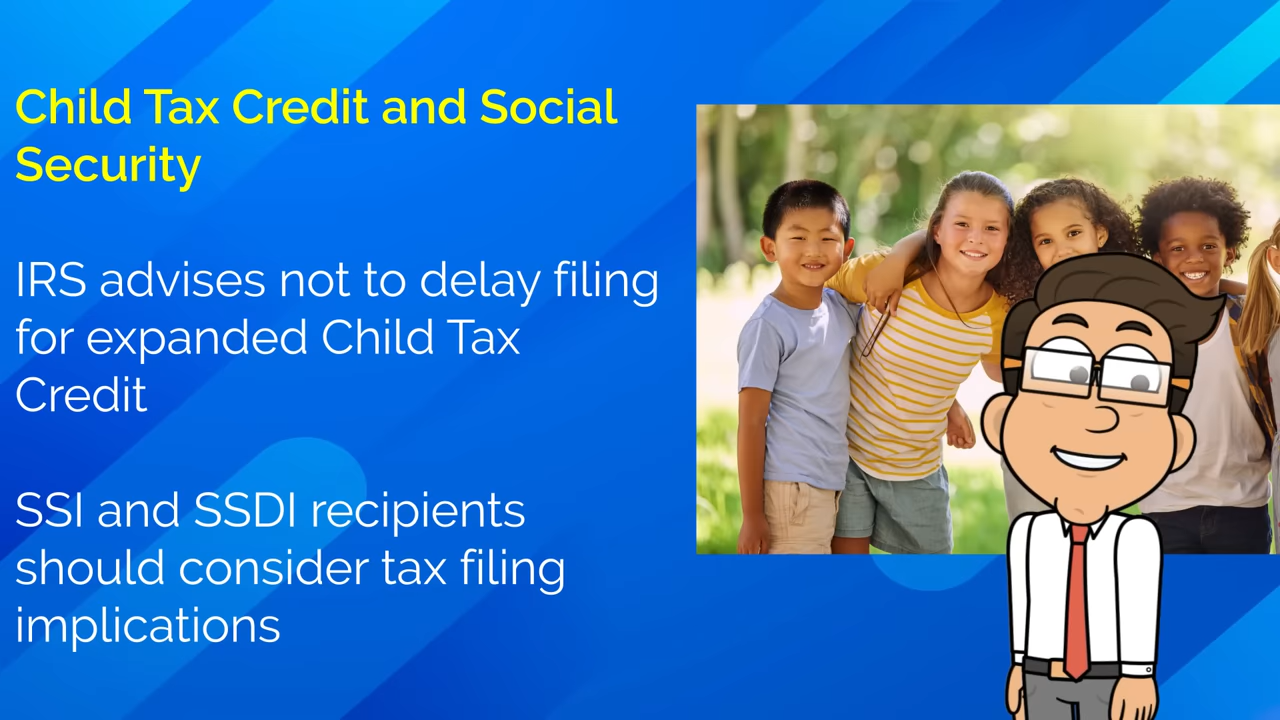 Child Tax Credit and Social
Security
IRS advises not to delay filing
for expanded Child Tax
Credit
SSI and SSDI recipients
should consider tax filing
implications